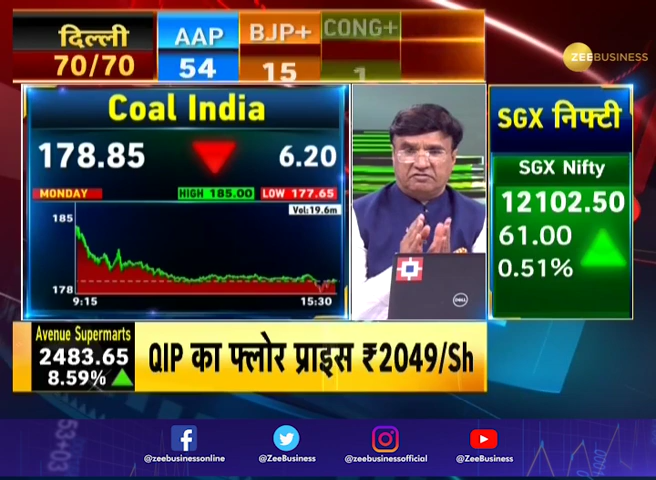 दिल्ली
70/70
AAP
54
BJP+
15
CONG+
1
ZEEBUSINESS
Coal India
178.85
6.20
MONDAY
HIGH 185.00
LOW 177.65
Vol:19.6m
185
178
9:15
15:30
DELL
SGX निफ्टी
SGX Nifty
12102.50
61.00
0.51%
Avenue Supermarts
2483.65
8.59%
QIP का फ्लोर प्राइस ₹2049/Sh
@zeebusinessonline
@ZeeBusiness
@zeebusinessofficial
@ZeeBusiness